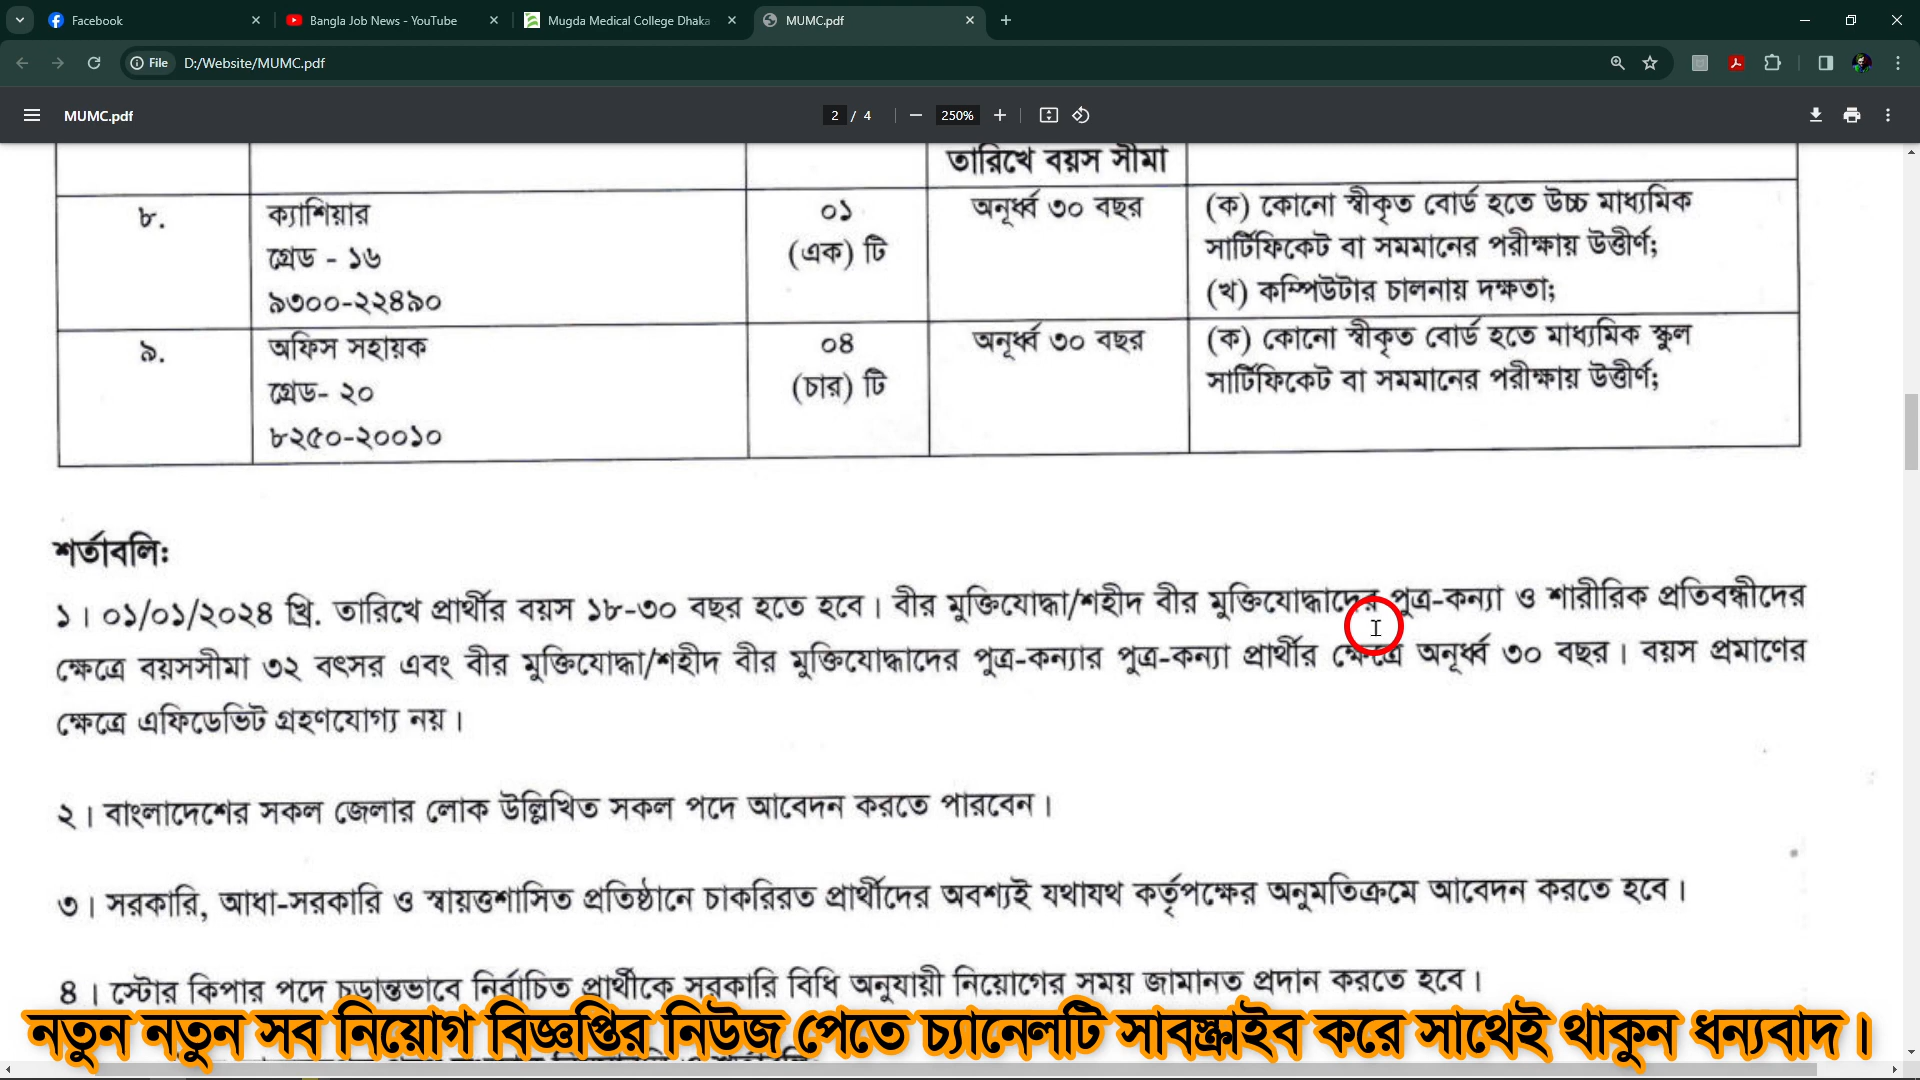 Facebook
Bangla Job News - YouTube
Mugda Medical College Dhaka
MUMC.pdf
File D:/Website/MUMC.pdf
MUMC.pdf
2 / 4
250%
তারিখে বয়স সীমা
৮.
ক্যাশিয়ার
গ্রেড - ১৬
৯৩০০-২২৪৯০
০১
(এক) টি
অনূর্ধ্ব ৩০ বছর
(ক) কোনো স্বীকৃত বোর্ড হতে উচ্চ মাধ্যমিক
সার্টিফিকেট বা সমমানের পরীক্ষায় উত্তীর্ণ;
(খ) কম্পিউটার চালনায় দক্ষতা;
৯.
অফিস সহায়ক
গ্রেড- ২০
৮২৫০-২০০১০
০৪
(চার) টি
অনূর্ধ্ব ৩০ বছর
(ক) কোনো স্বীকৃত বোর্ড হতে মাধ্যমিক স্কুল
সার্টিফিকেট বা সমমানের পরীক্ষায় উত্তীর্ণ;
শর্তাবলি:
১। ০১/০১/২০২৪ খ্রি. তারিখে প্রার্থীর বয়স ১৮-৩০ বছর হতে হবে। বীর মুক্তিযোদ্ধা/শহীদ বীর মুক্তিযোদ্ধাদের পুত্র-কন্যা ও শারীরিক প্রতিবন্ধীদের
ক্ষেত্রে বয়সসীমা ৩২ বৎসর এবং বীর মুক্তিযোদ্ধা/শহীদ বীর মুক্তিযোদ্ধাদের পুত্র-কন্যার পুত্র-কন্যা প্রার্থীর ক্ষেত্রে অনূর্ধ্ব ৩০ বছর। বয়স প্রমাণের
ক্ষেত্রে এফিডেভিট গ্রহণযোগ্য নয়।
২। বাংলাদেশের সকল জেলার লোক উল্লিখিত সকল পদে আবেদন করতে পারবেন।
৩। সরকারি, আধা-সরকারি ও স্বায়ত্তশাসিত প্রতিষ্ঠানে চাকরিরত প্রার্থীদের অবশ্যই যথাযথ কর্তৃপক্ষের অনুমতিক্রমে আবেদন করতে হবে।
৪। স্টোর কিপার পদে চূড়ান্তভাবে নির্বাচিত প্রার্থীকে সরকারি বিধি অনুযায়ী নিয়োগের সময় জামানত প্রদান করতে হবে।
নতুন নতুন সব নিয়োগ বিজ্ঞপ্তির নিউজ পেতে চ্যানেলটি সাবস্ক্রাইব করে সাথেই থাকুন ধন্যবাদ।